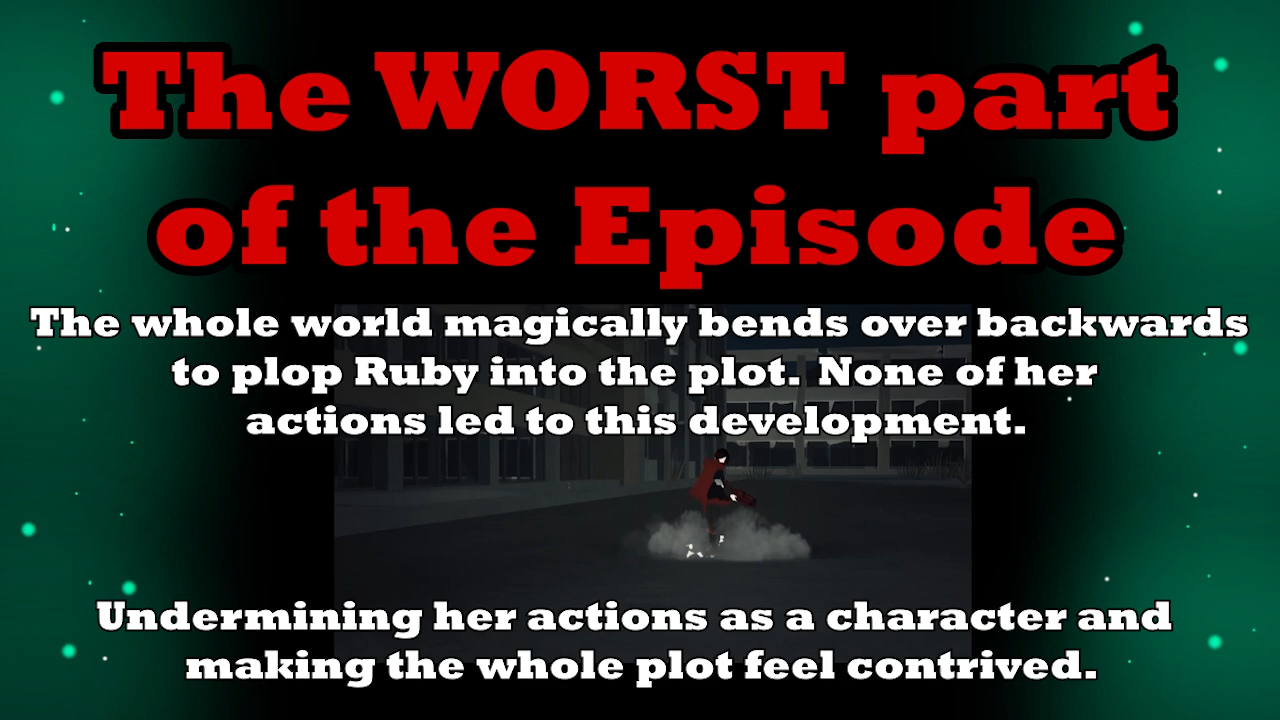 The WORST part
of the Episode
The whole world magically bends over backwards
to plop Ruby into the plot. None of her
actions led to this development.
Undermining her actions as a character and
making the whole plot feel contrived.